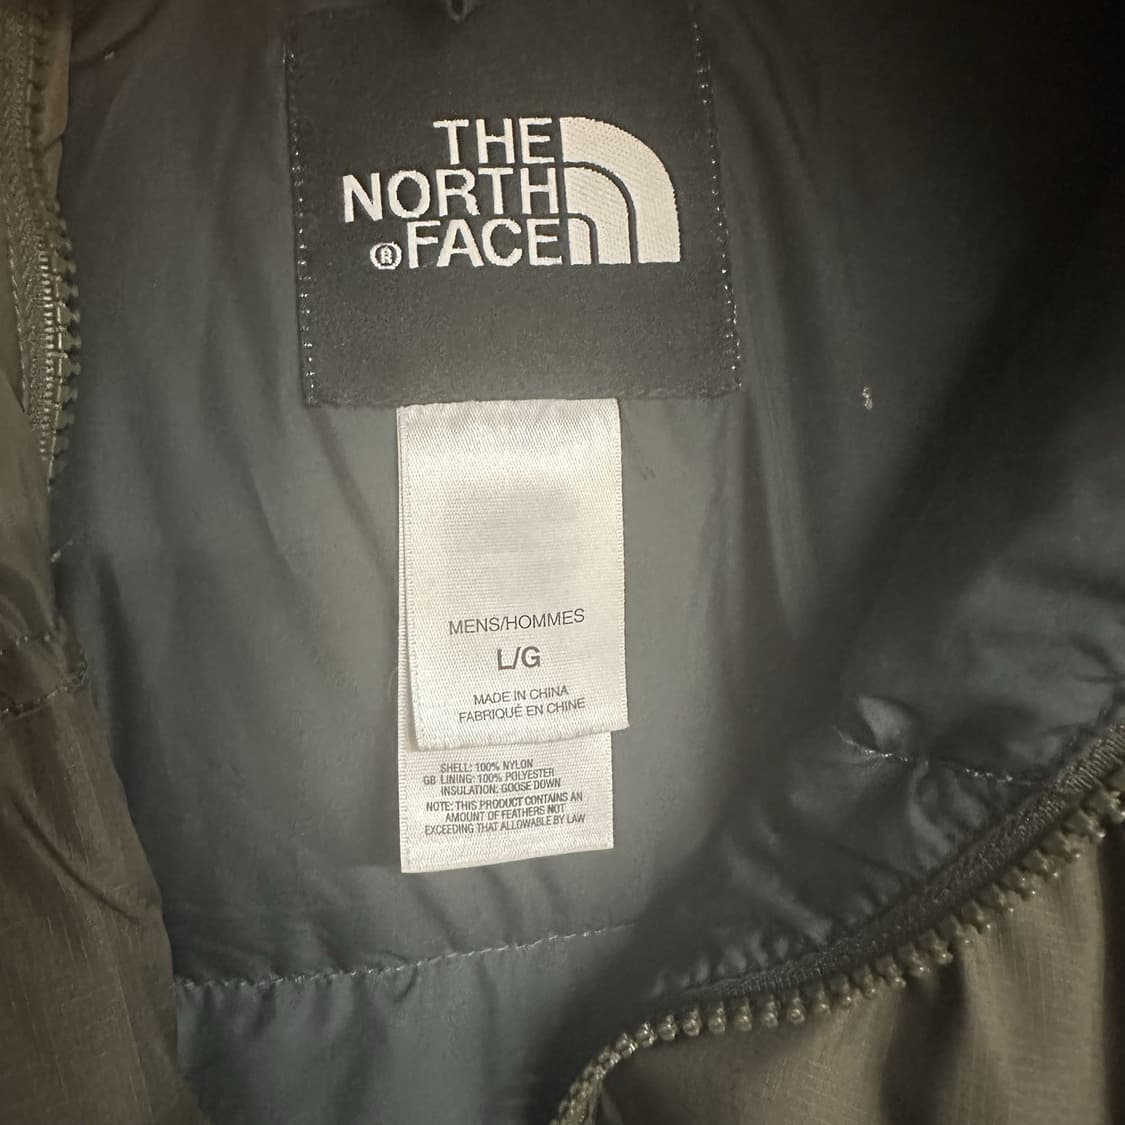 THE
NORTH
®FACE
MENS/HOMMES
L/G
MADE IN CHINA
FABRIQUÉ EN CHINE
SHELL: 100% NYLON
GB LINING: 100% POLYESTER
INSULATION: GOOSE DOWN
NOTE: THIS PRODUCT CONTAINS AN
AMOUNT OF FEATHERS NOT
EXCEEDING THAT ALLOWABLE BY LAW